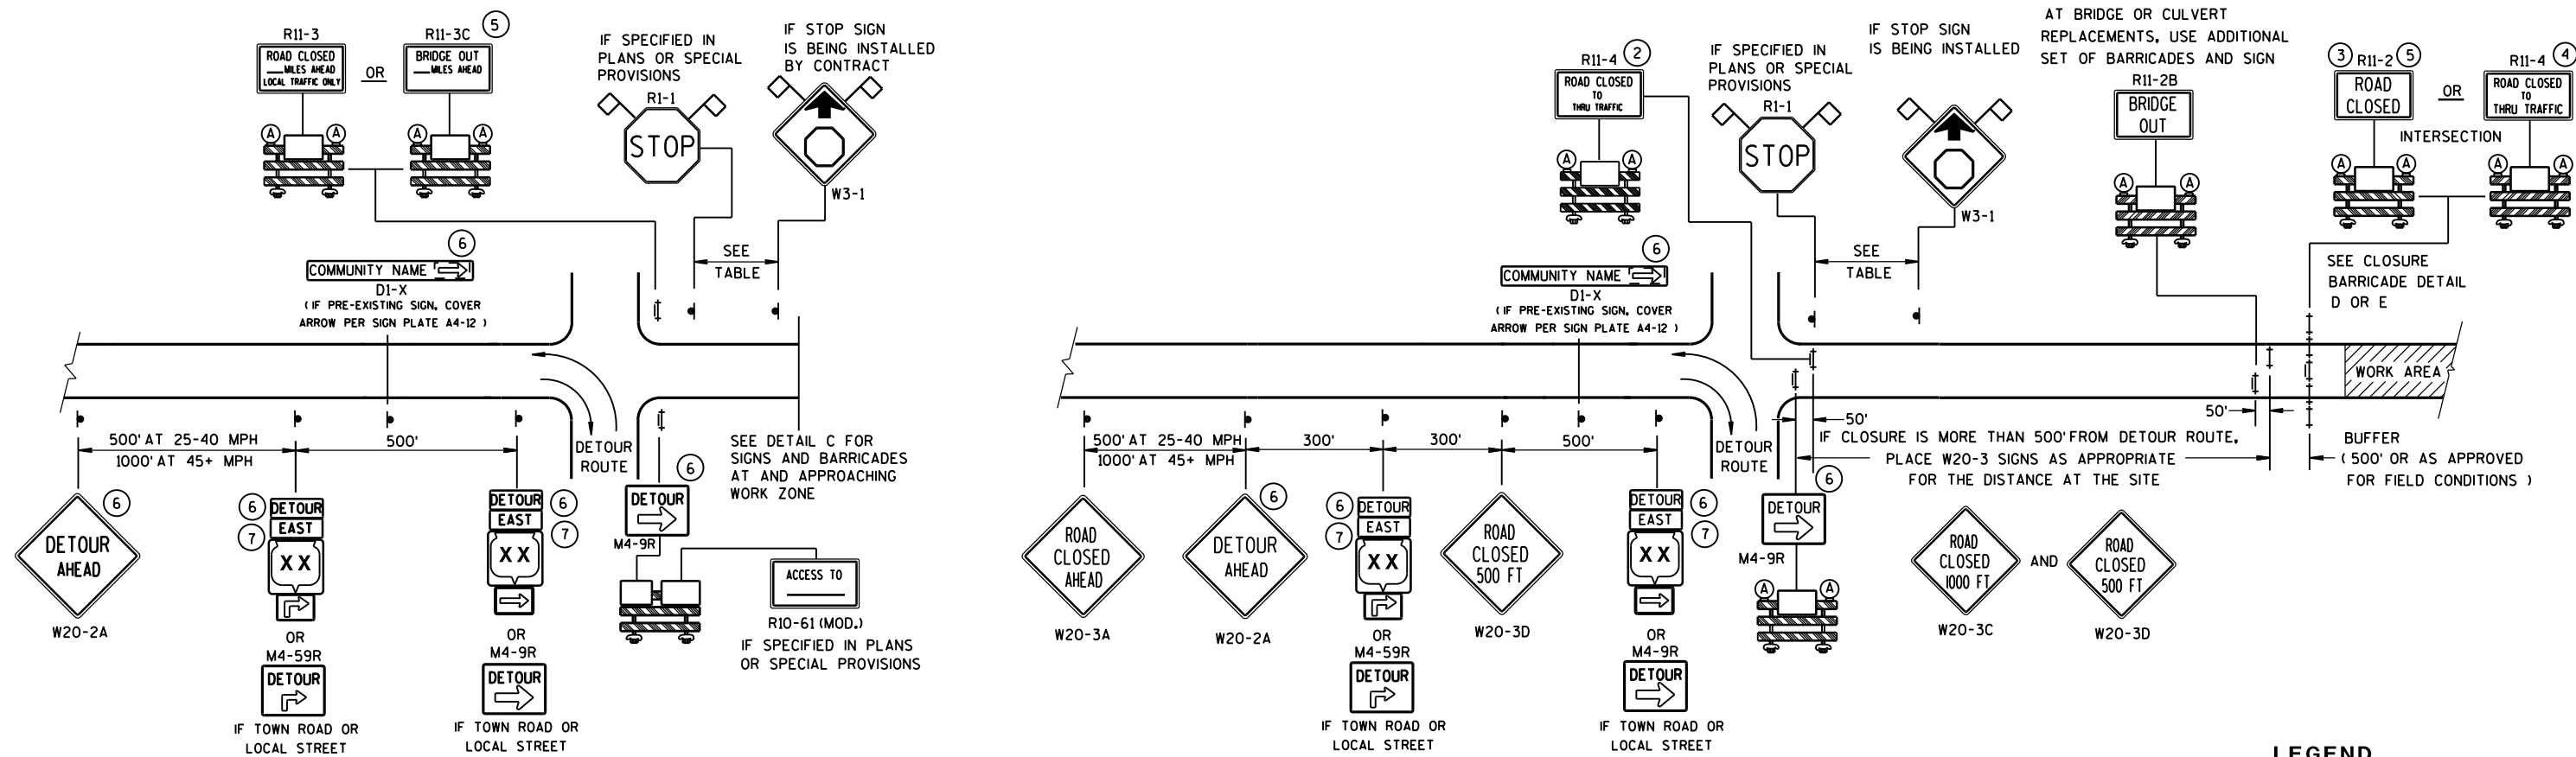 R11-3
ROAD CLOSED
MILES AHEAD
LOCAL TRAFFIC ONLY
OR
R11-3C
5
BRIDGE OUT
MILES AHEAD
A
A
A
A
IF SPECIFIED IN
PLANS OR SPECIAL
PROVISIONS
R1-1
STOP
IF STOP SIGN
IS BEING INSTALLED
BY CONTRACT
W3-1
SEE
TABLE
6
COMMUNITY NAME
D1-X
(IF PRE-EXISTING SIGN, COVER
ARROW PER SIGN PLATE A4-12)
500' AT 25-40 MPH
1000' AT 45+ MPH
500'
DETOUR
ROUTE
SEE DETAIL C FOR
SIGNS AND BARRICADES
AT AND APPROACHING
WORK ZONE
6
DETOUR
AHEAD
W20-2A
6
7
DETOUR
EAST
XX
OR
M4-59R
DETOUR
IF TOWN ROAD OR
LOCAL STREET
DETOUR
EAST
XX
6
7
OR
M4-9R
DETOUR
IF TOWN ROAD OR
LOCAL STREET
6
DETOUR
M4-9R
ACCESS TO
R10-61 (MOD.)
IF SPECIFIED IN PLANS
OR SPECIAL PROVISIONS
R11-4
2
ROAD CLOSED
TO
THRU TRAFFIC
A
A
IF SPECIFIED IN
PLANS OR SPECIAL
PROVISIONS
R1-1
STOP
IF STOP SIGN
IS BEING INSTALLED
W3-1
SEE
TABLE
AT BRIDGE OR CULVERT
REPLACEMENTS, USE ADDITIONAL
SET OF BARRICADES AND SIGN
R11-2B
BRIDGE
OUT
A
A
3
R11-2
5
ROAD
CLOSED
OR
R11-4
4
ROAD CLOSED
TO
THRU TRAFFIC
INTERSECTION
A
A
A
A
SEE CLOSURE
BARRICADE DETAIL
D OR E
6
COMMUNITY NAME
D1-X
(IF PRE-EXISTING SIGN, COVER
ARROW PER SIGN PLATE A4-12)
WORK AREA
500' AT 25-40 MPH
1000' AT 45+ MPH
300'
300'
500'
DETOUR
ROUTE
50'
50'
IF CLOSURE IS MORE THAN 500' FROM DETOUR ROUTE,
PLACE W20-3 SIGNS AS APPROPRIATE
FOR THE DISTANCE AT THE SITE
BUFFER
(500' OR AS APPROVED
FOR FIELD CONDITIONS)
ROAD
CLOSED
AHEAD
W20-3A
6
DETOUR
AHEAD
W20-2A
6
7
DETOUR
EAST
XX
OR
M4-59R
DETOUR
IF TOWN ROAD OR
LOCAL STREET
ROAD
CLOSED
500 FT
W20-3D
DETOUR
EAST
XX
6
7
OR
M4-9R
DETOUR
IF TOWN ROAD OR
LOCAL STREET
6
DETOUR
M4-9R
A
A
ROAD
CLOSED
1000 FT
W20-3C
AND
ROAD
CLOSED
500 FT
W20-3D
LEGEND